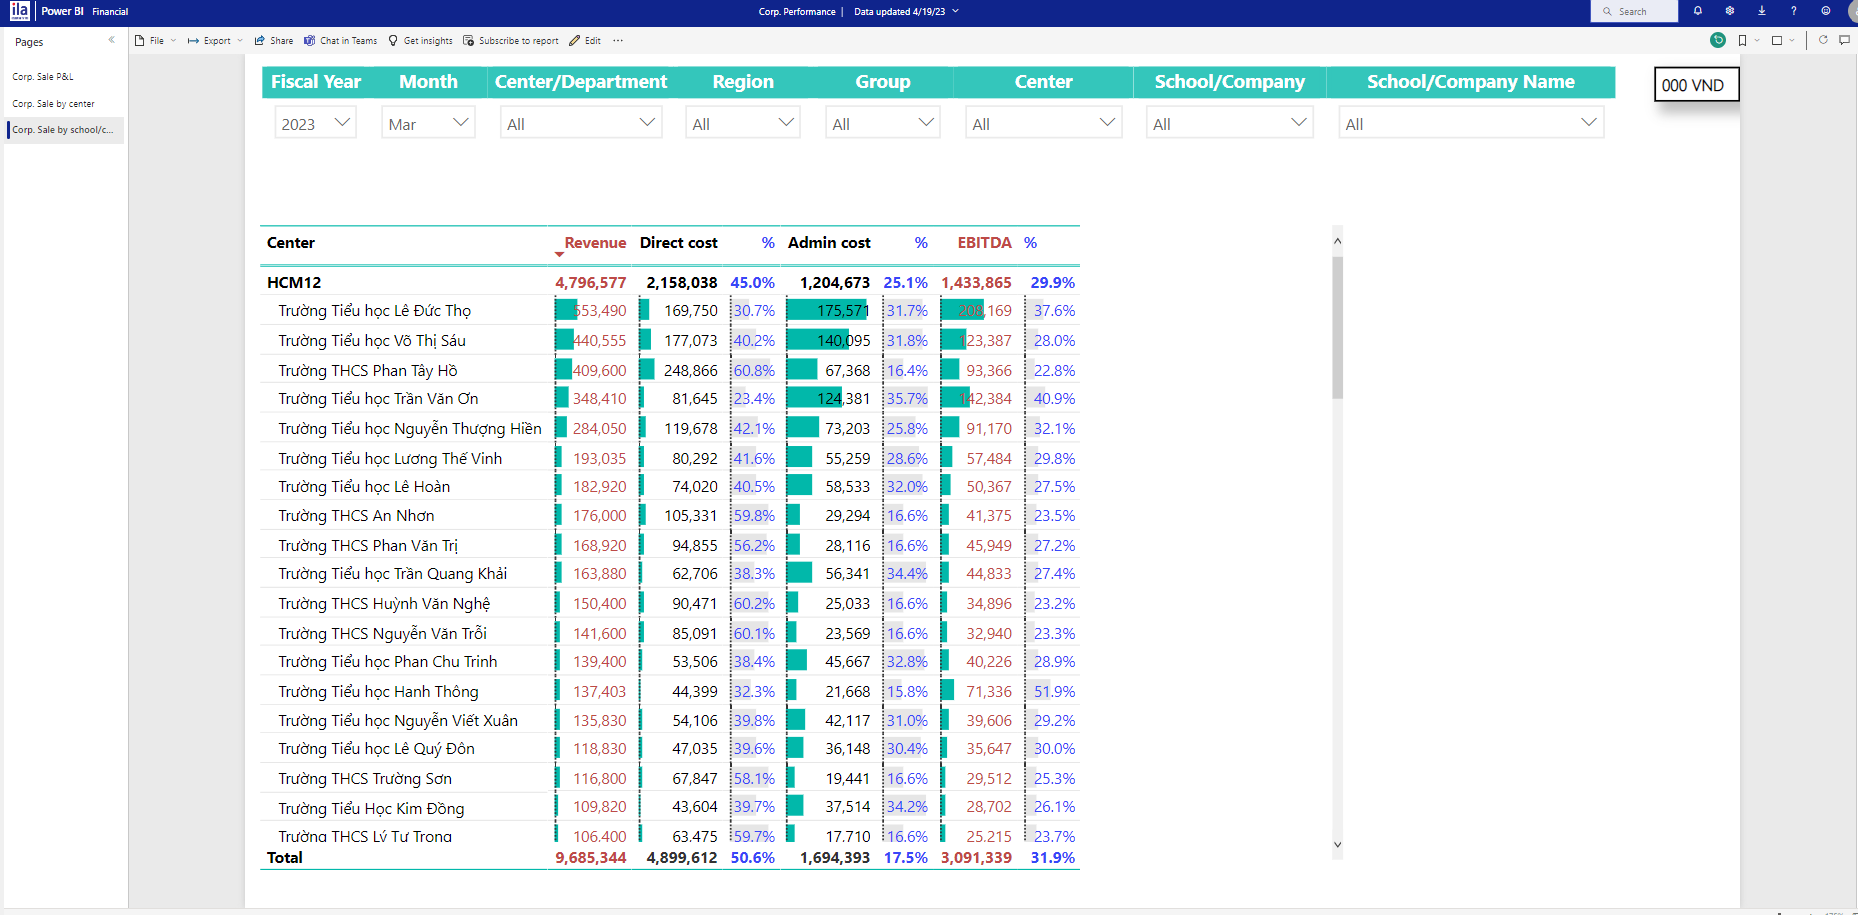 ila Power BI Financial
Corp. Performance | Data updated 4/19/23
Search
Pages
File Export Share Chat in Teams Get insights Subscribe to report Edit ...
Corp. Sale P&L
Corp. Sale by center
Corp. Sale by school/c...
Fiscal Year Month Center/Department Region Group Center School/Company School/Company Name
000 VND
2023 Mar All All All All All All
Center Revenue Direct cost % Admin cost % EBITDA %
HCM12 4,796,577 2,158,038 45.0% 1,204,673 25.1% 1,433,865 29.9%
Trường Tiểu học Lê Đức Thọ 553,490 169,750 30.7% 175,571 31.7% 208,169 37.6%
Trường Tiểu học Võ Thị Sáu 440,555 177,073 40.2% 140,095 31.8% 123,387 28.0%
Trường THCS Phan Tây Hồ 409,600 248,866 60.8% 67,368 16.4% 93,366 22.8%
Trường Tiểu học Trần Văn Ơn 348,410 81,645 23.4% 124,381 35.7% 142,384 40.9%
Trường Tiểu học Nguyễn Thượng Hiền 284,050 119,678 42.1% 73,203 25.8% 91,170 32.1%
Trường Tiểu học Lương Thế Vinh 193,035 80,292 41.6% 55,259 28.6% 57,484 29.8%
Trường Tiểu học Lê Hoàn 182,920 74,020 40.5% 58,533 32.0% 50,367 27.5%
Trường THCS An Nhơn 176,000 105,331 59.8% 29,294 16.6% 41,375 23.5%
Trường THCS Phan Văn Trị 168,920 94,855 56.2% 28,116 16.6% 45,949 27.2%
Trường Tiểu học Trần Quang Khải 163,880 62,706 38.3% 56,341 34.4% 44,833 27.4%
Trường THCS Huỳnh Văn Nghệ 150,400 90,471 60.2% 25,033 16.6% 34,896 23.2%
Trường THCS Nguyễn Văn Trỗi 141,600 85,091 60.1% 23,569 16.6% 32,940 23.3%
Trường Tiểu học Phan Chu Trinh 139,400 53,506 38.4% 45,667 32.8% 40,226 28.9%
Trường Tiểu học Hanh Thông 137,403 44,399 32.3% 21,668 15.8% 71,336 51.9%
Trường Tiểu học Nguyễn Viết Xuân 135,830 54,106 39.8% 42,117 31.0% 39,606 29.2%
Trường Tiểu học Lê Quý Đôn 118,830 47,035 39.6% 36,148 30.4% 35,647 30.0%
Trường THCS Trường Sơn 116,800 67,847 58.1% 19,441 16.6% 29,512 25.3%
Trường Tiểu Học Kim Đồng 109,820 43,604 39.7% 37,514 34.2% 28,702 26.1%
Trường THCS Lý Tự Trọng 106,400 63,475 59.7% 17,710 16.6% 25,215 23.7%
Total 9,685,344 4,899,612 50.6% 1,694,393 17.5% 3,091,339 31.9%